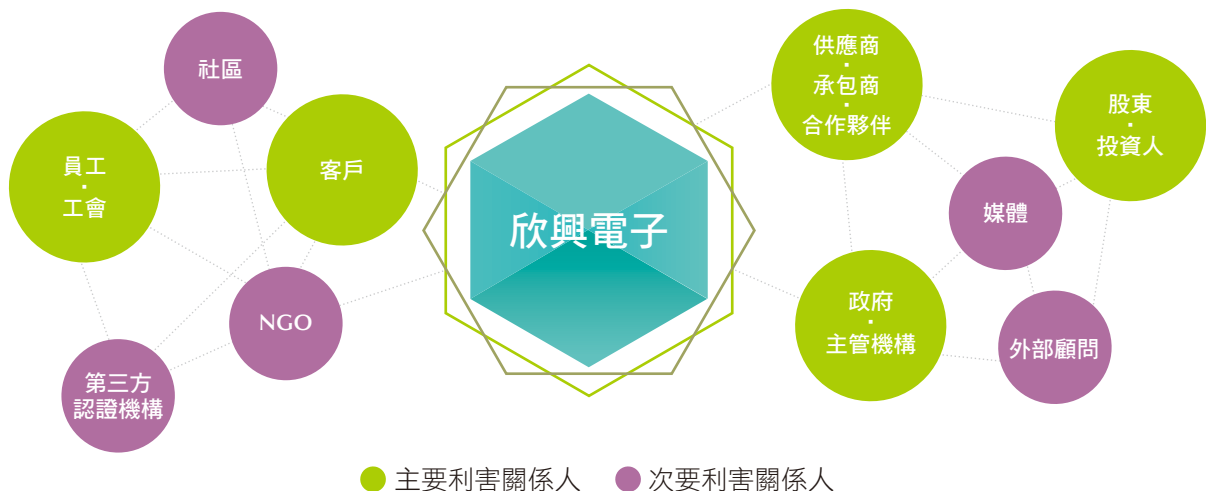 社區
員工
·
工會
客戶
NGO
第三方
認證機構
欣興電子
供應商
·
承包商
·
合作夥伴
股東
·
投資人
媒體
政府
·
主管機構
外部顧問
主要利害關係人
次要利害關係人